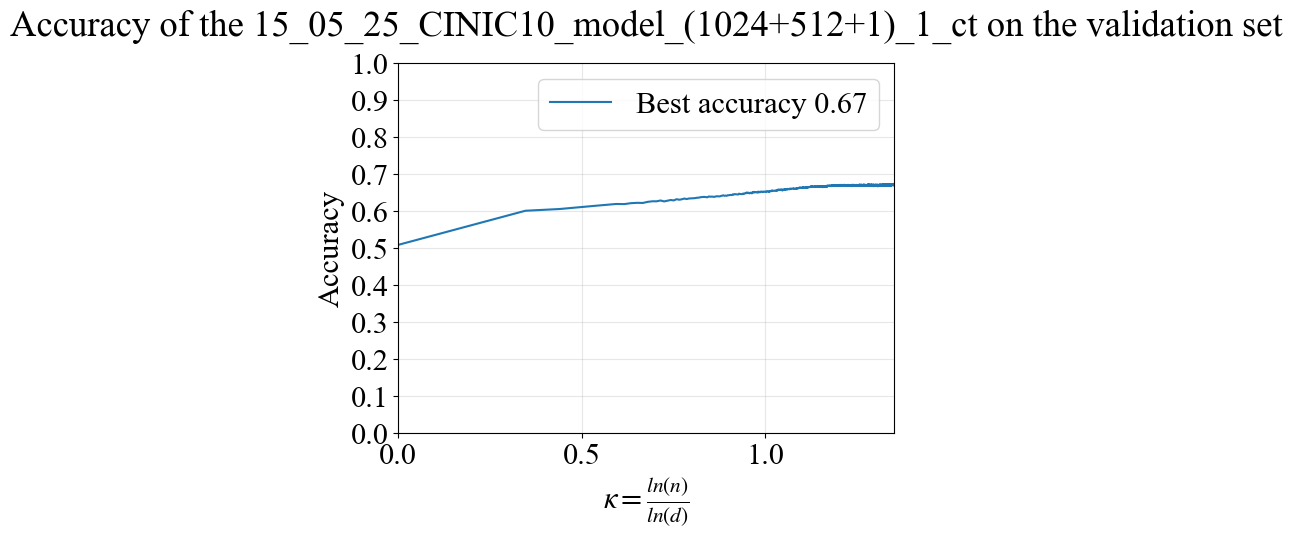 Accuracy of the 15_05_25_CINIC10_model_(1024+512+1)_1_ct on the validation set
Best accuracy 0.67
1.0
0.9
0.8
0.7
0.6
0.5
0.4
0.3
0.2
0.1
0.0
Accuracy
0.0 0.5 1.0
κ = ln(n)/ln(d)